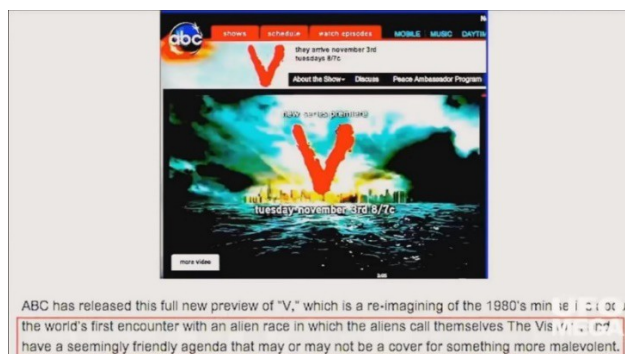 abc
shows schedule watch episodes MOBILE MUSIC
they arrive november 3rd
tuesdays 8/7c
V
About the Show Discuss Peace Ambassador Program
new series premiere
V
tuesday november 3rd 8/7c
more video
ABC has released this full new preview of "V," which is a re-imagining of the 1980's
the world's first encounter with an alien race in which the aliens call themselves The
have a seemingly friendly agenda that may or may not be a cover for something more malevolent.